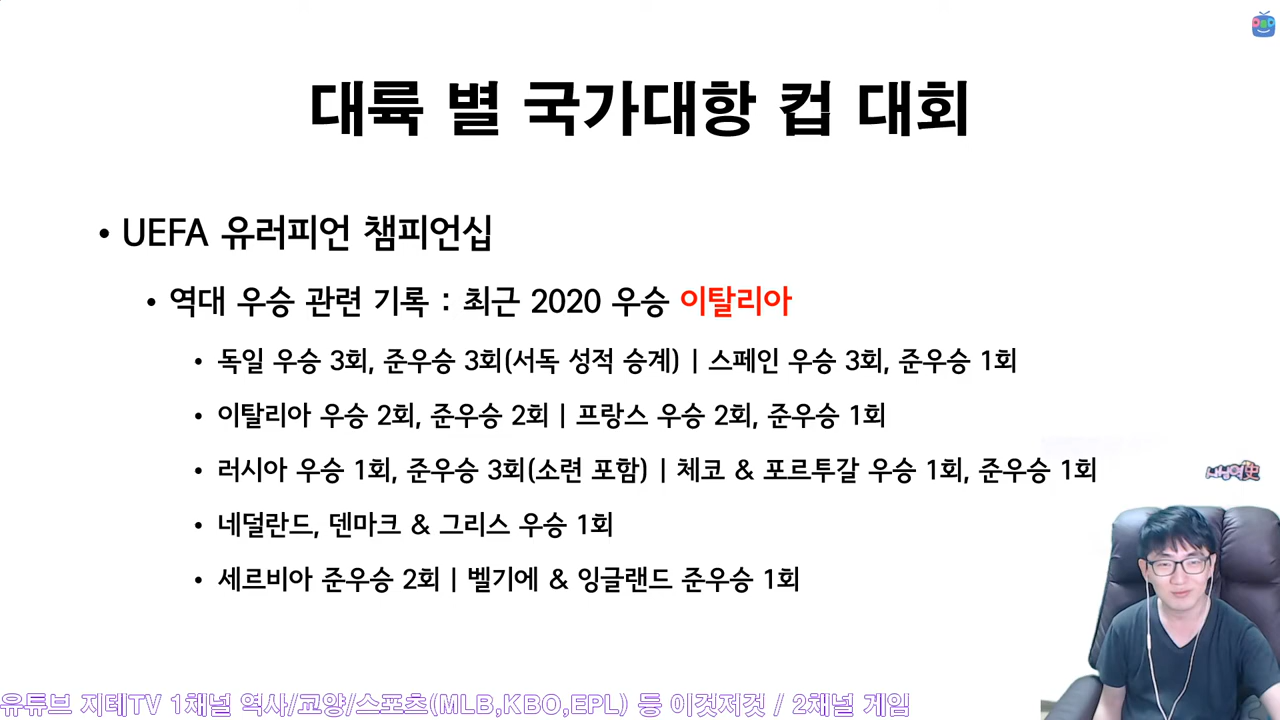 대륙 별 국가대항 컵 대회
• UEFA 유러피언 챔피언십
• 역대 우승 관련 기록 : 최근 2020 우승 이탈리아
• 독일 우승 3회, 준우승 3회(서독 성적 승계) | 스페인 우승 3회, 준우승 1회
• 이탈리아 우승 2회, 준우승 2회 | 프랑스 우승 2회, 준우승 1회
• 러시아 우승 1회, 준우승 3회(소련 포함) | 체코 & 포르투갈 우승 1회, 준우승 1회
• 네덜란드, 덴마크 & 그리스 우승 1회
• 세르비아 준우승 2회 | 벨기에 & 잉글랜드 준우승 1회
유튜브 지테TV 1채널 역사/교양/스포츠(MLB,KBO,EPL) 등 이것저것 / 2채널 게임